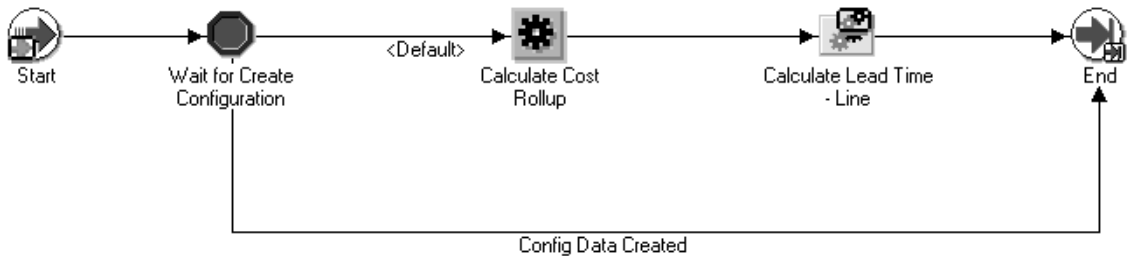 <Default>
Start
Wait for Create
Configuration
Calculate Cost
Rollup
Calculate Lead Time
- Line
End
Config Data Created